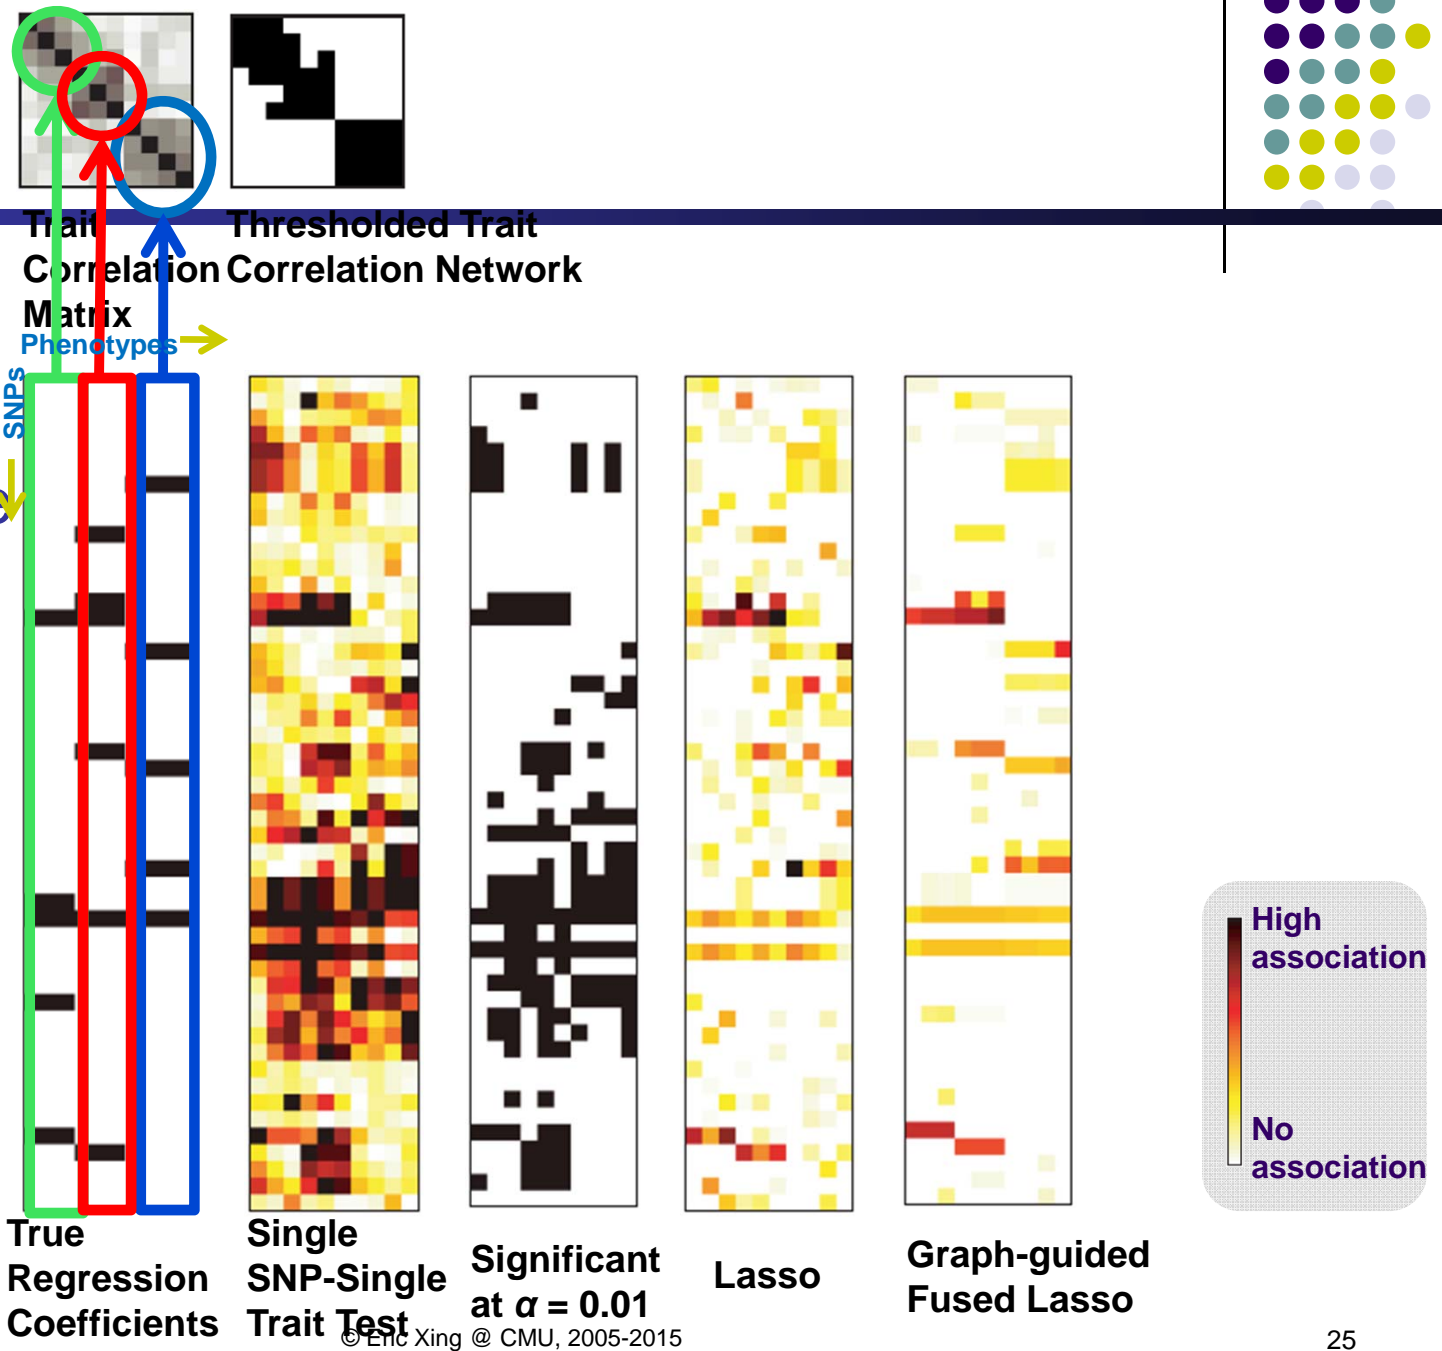 Trait
Correlation
Matrix
Thresholded Trait
Correlation Network
Phenotypes
SNPs
High
association
No
association
True
Regression
Coefficients
Single
SNP-Single
Trait Test
Significant
at α = 0.01
Lasso
Graph-guided
Fused Lasso
© Eric Xing @ CMU, 2005-2015
25